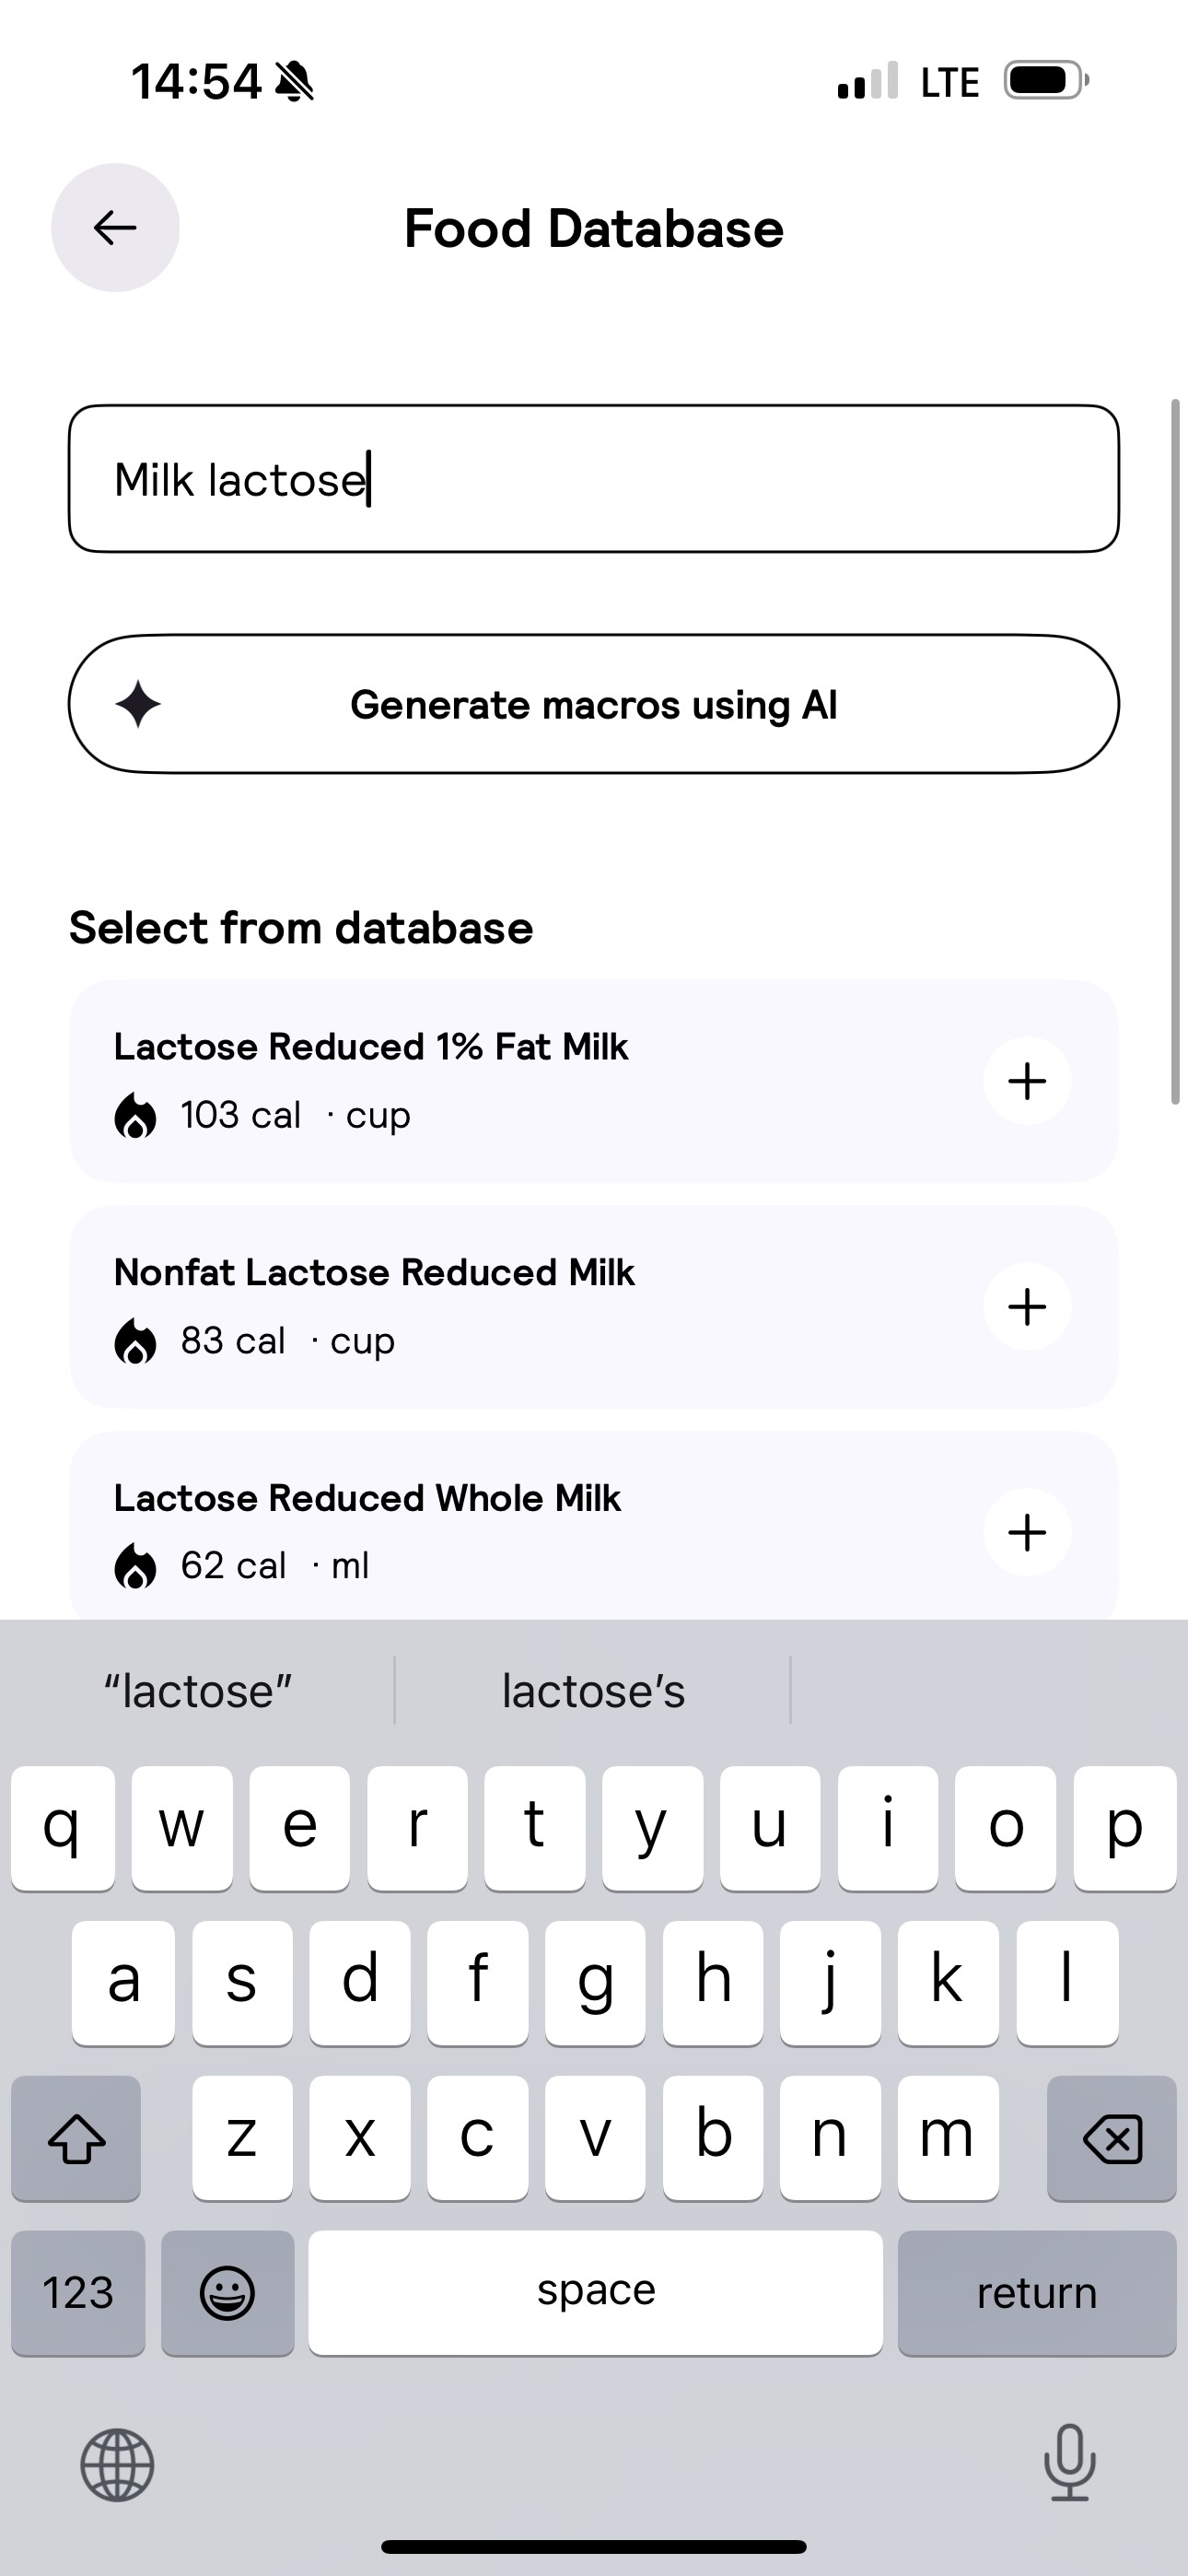 14:54 LTE
Food Database
Milk lactose
Generate macros using AI
Select from database
Lactose Reduced 1% Fat Milk
103 cal · cup
Nonfat Lactose Reduced Milk
83 cal · cup
Lactose Reduced Whole Milk
62 cal · ml
“lactose” lactose’s
q w e r t y u i o p
a s d f g h j k l
z x c v b n m
123 space return